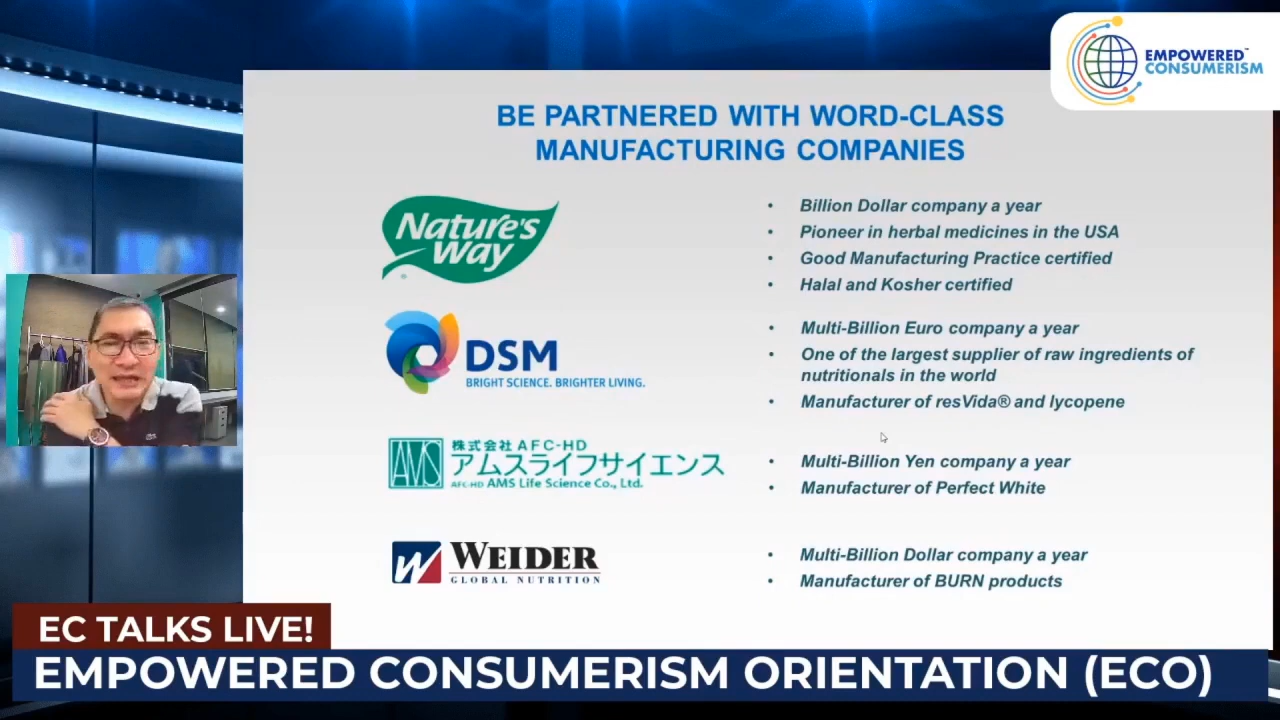 EMPOWERED™
CONSUMERISM
BE PARTNERED WITH WORD-CLASS
MANUFACTURING COMPANIES
Nature's
Way
®
• Billion Dollar company a year
• Pioneer in herbal medicines in the USA
• Good Manufacturing Practice certified
• Halal and Kosher certified
DSM
BRIGHT SCIENCE. BRIGHTER LIVING.
• Multi-Billion Euro company a year
• One of the largest supplier of raw ingredients of
nutritionals in the world
• Manufacturer of resVida® and lycopene
AMS
株式会社 AFC-HD
アムスライフサイエンス
AFC-HD AMS Life Science Co., Ltd.
• Multi-Billion Yen company a year
• Manufacturer of Perfect White
W WEIDER
GLOBAL NUTRITION
• Multi-Billion Dollar company a year
• Manufacturer of BURN products
EC TALKS LIVE!
EMPOWERED CONSUMERISM ORIENTATION (ECO)